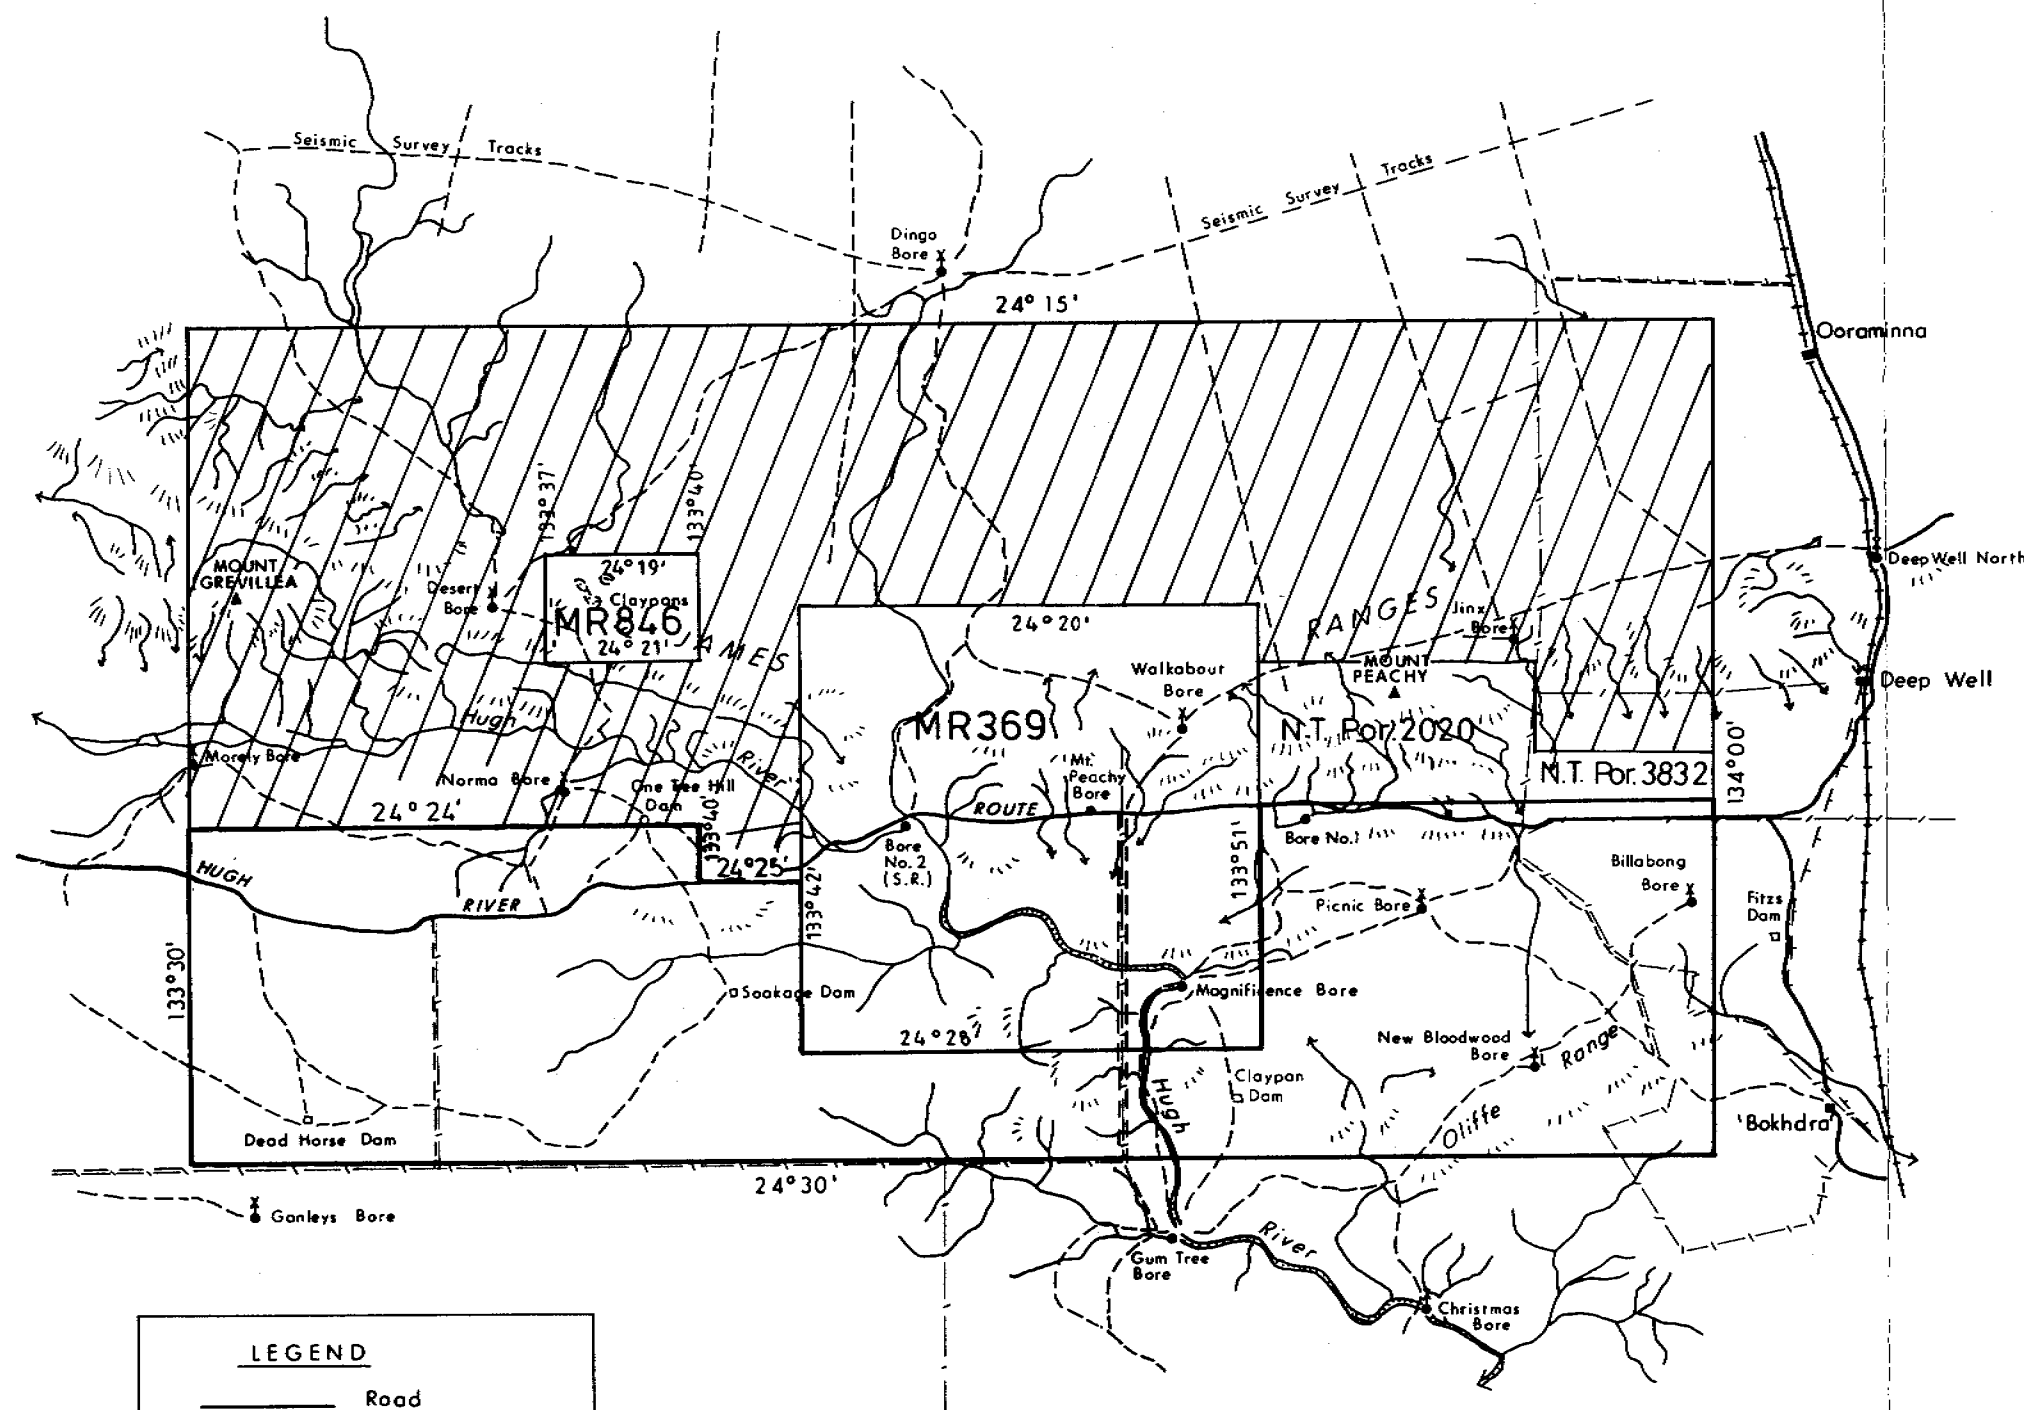 Seismic Survey Tracks
Seismic Survey Tracks
Dingo
Bore
24° 15'
Ooraminna
133°37'
133°40'
Deep Well North
MOUNT
GREVILLEA
Desert
Bore
24°19'
Claypans
MR846
24° 21'
AMES
RANGES
Jinx
Bore
24°20'
Walkabout
Bore
MOUNT
PEACHY
Deep Well
Hugh
River
MR369
N.T. Por. 2020
Morely Bore
Norma Bore
One Tree Hill
Dam
Mt.
Peachy
Bore
N.T. Por. 3832
134°00'
24° 24'
133°40'
ROUTE
24°25'
Bore
No. 2
(S.R.)
133°51'
Bore No.1
Billabong
Bore
HUGH
RIVER
133°42'
Picnic Bore
Fitzs
Dam
133°30'
Soakage Dam
Magnificence Bore
24°28'
New Bloodwood
Bore
Oliffe Range
Claypan
Dam
Hugh
Dead Horse Dam
'Bokhdra'
24°30'
Ganleys Bore
River
Gum Tree
Bore
Christmas
Bore
LEGEND
Road